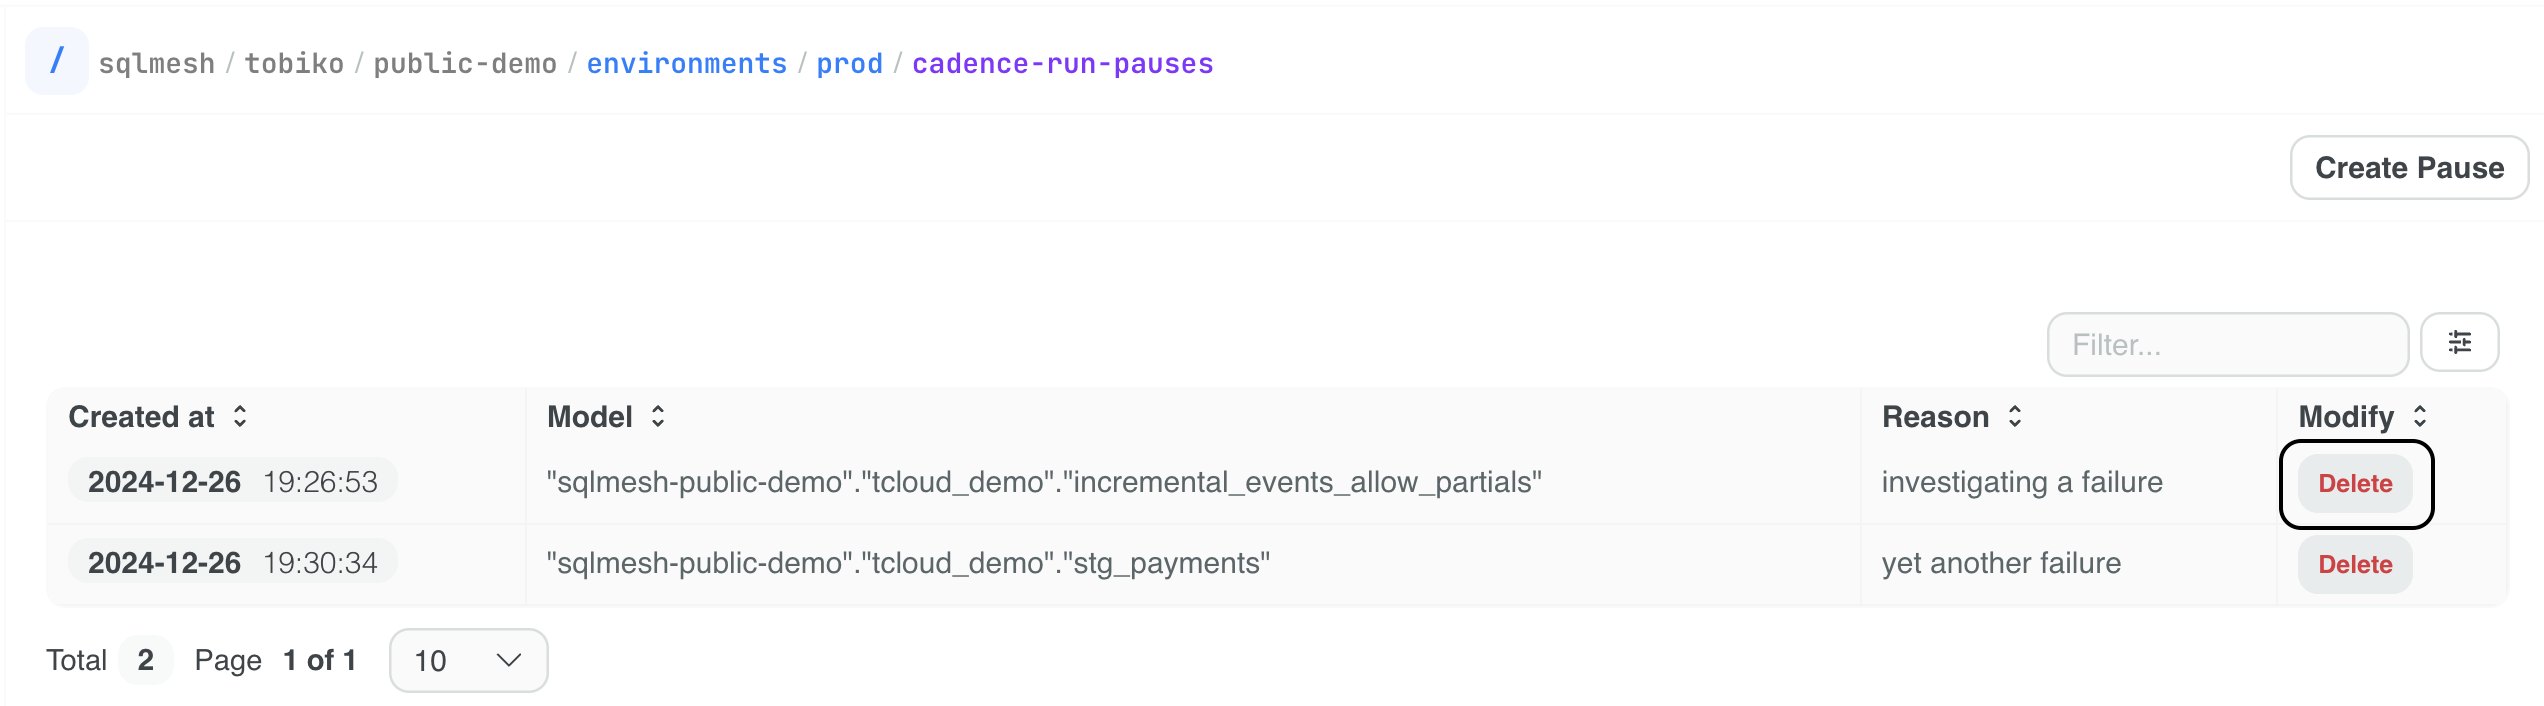 / sqlmesh / tobiko / public-demo / environments / prod / cadence-run-pauses
Create Pause
Filter...
Created at Model Reason Modify
2024-12-26 19:26:53 "sqlmesh-public-demo"."tcloud_demo"."incremental_events_allow_partials" investigating a failure Delete
2024-12-26 19:30:34 "sqlmesh-public-demo"."tcloud_demo"."stg_payments" yet another failure Delete
Total 2 Page 1 of 1 10